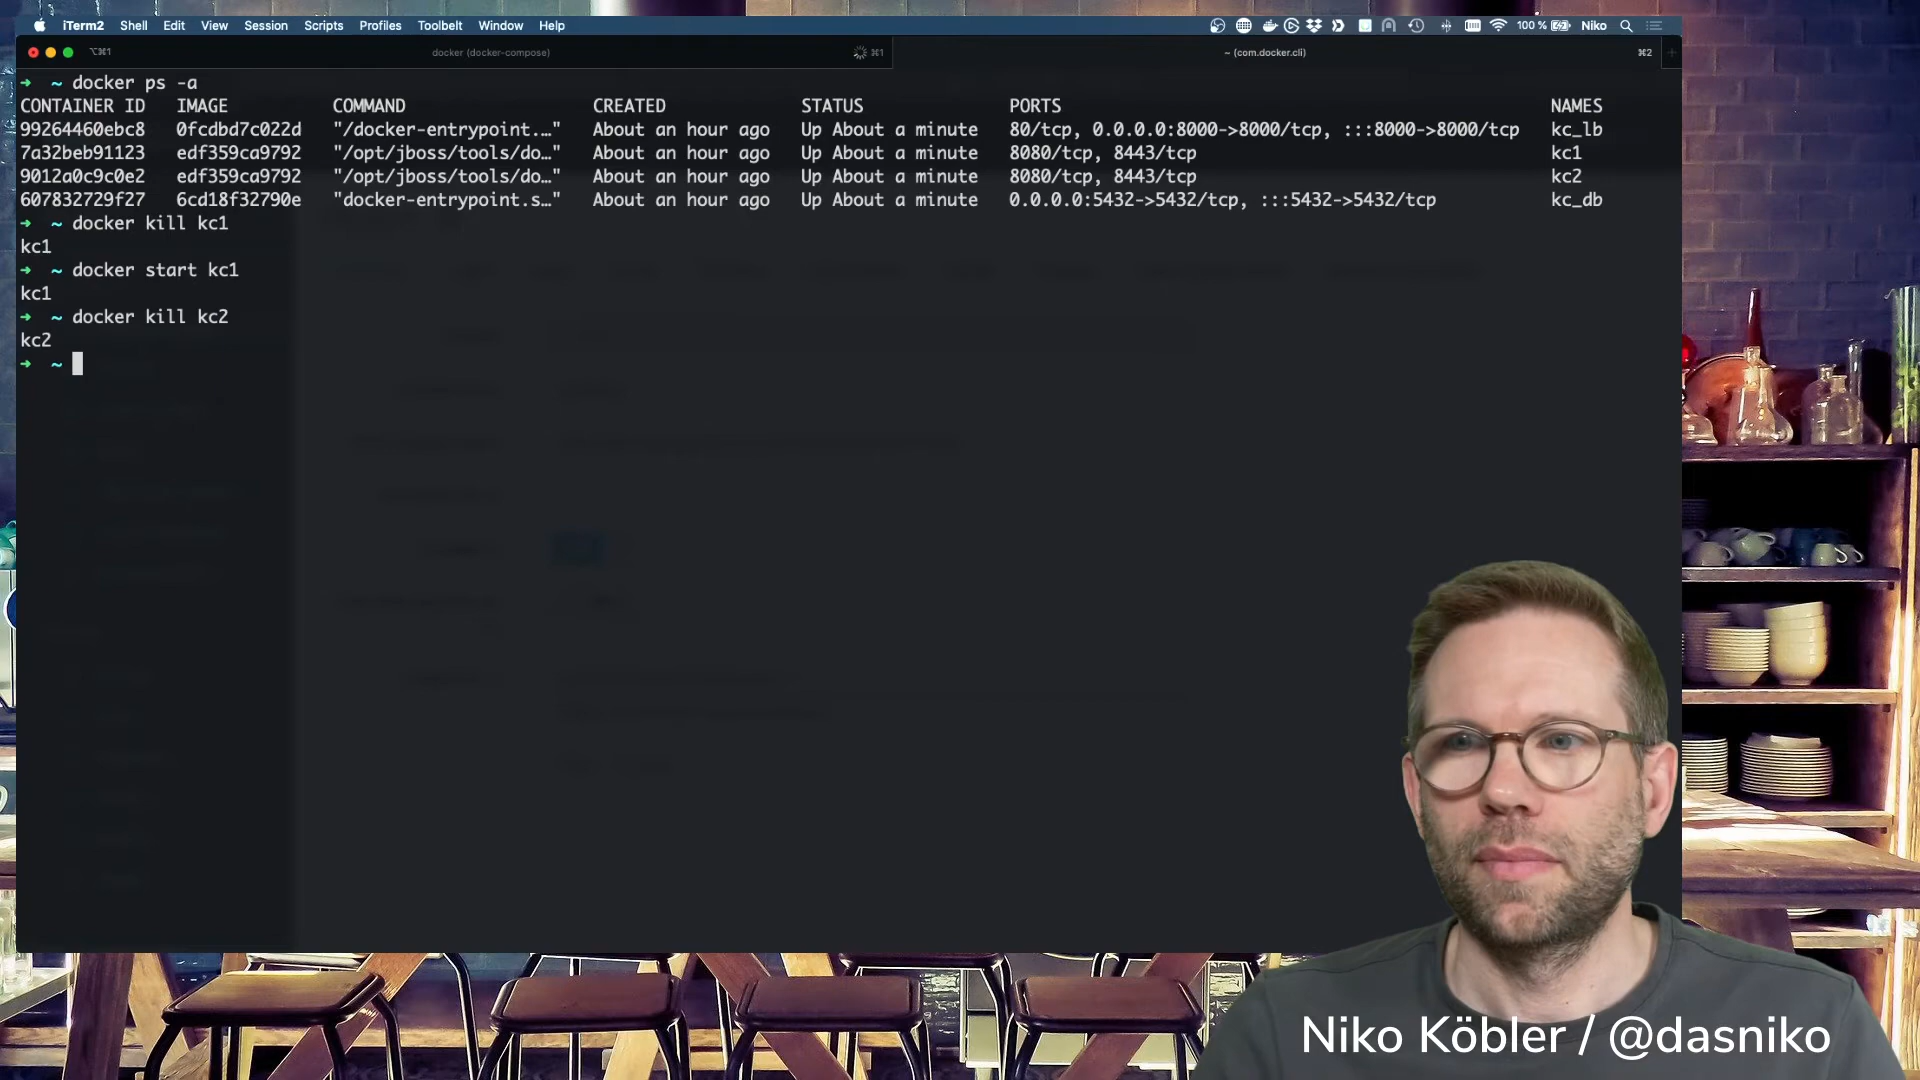 iTerm2 Shell Edit View Session Scripts Profiles Toolbelt Window Help 100 % Niko
⌥⌘1 docker (docker-compose) ⌘1 ~ (com.docker.cli) ⌘2
➜ ~ docker ps -a
CONTAINER ID IMAGE COMMAND CREATED STATUS PORTS NAMES
99264460ebc8 0fcdbd7c022d "/docker-entrypoint.…" About an hour ago Up About a minute 80/tcp, 0.0.0.0:8000->8000/tcp, :::8000->8000/tcp kc_lb
7a32beb91123 edf359ca9792 "/opt/jboss/tools/do…" About an hour ago Up About a minute 8080/tcp, 8443/tcp kc1
9012a0c9c0e2 edf359ca9792 "/opt/jboss/tools/do…" About an hour ago Up About a minute 8080/tcp, 8443/tcp kc2
607832729f27 6cd18f32790e "docker-entrypoint.s…" About an hour ago Up About a minute 0.0.0.0:5432->5432/tcp, :::5432->5432/tcp kc_db
➜ ~ docker kill kc1
kc1
➜ ~ docker start kc1
kc1
➜ ~ docker kill kc2
kc2
➜ ~
Niko Köbler / @dasniko